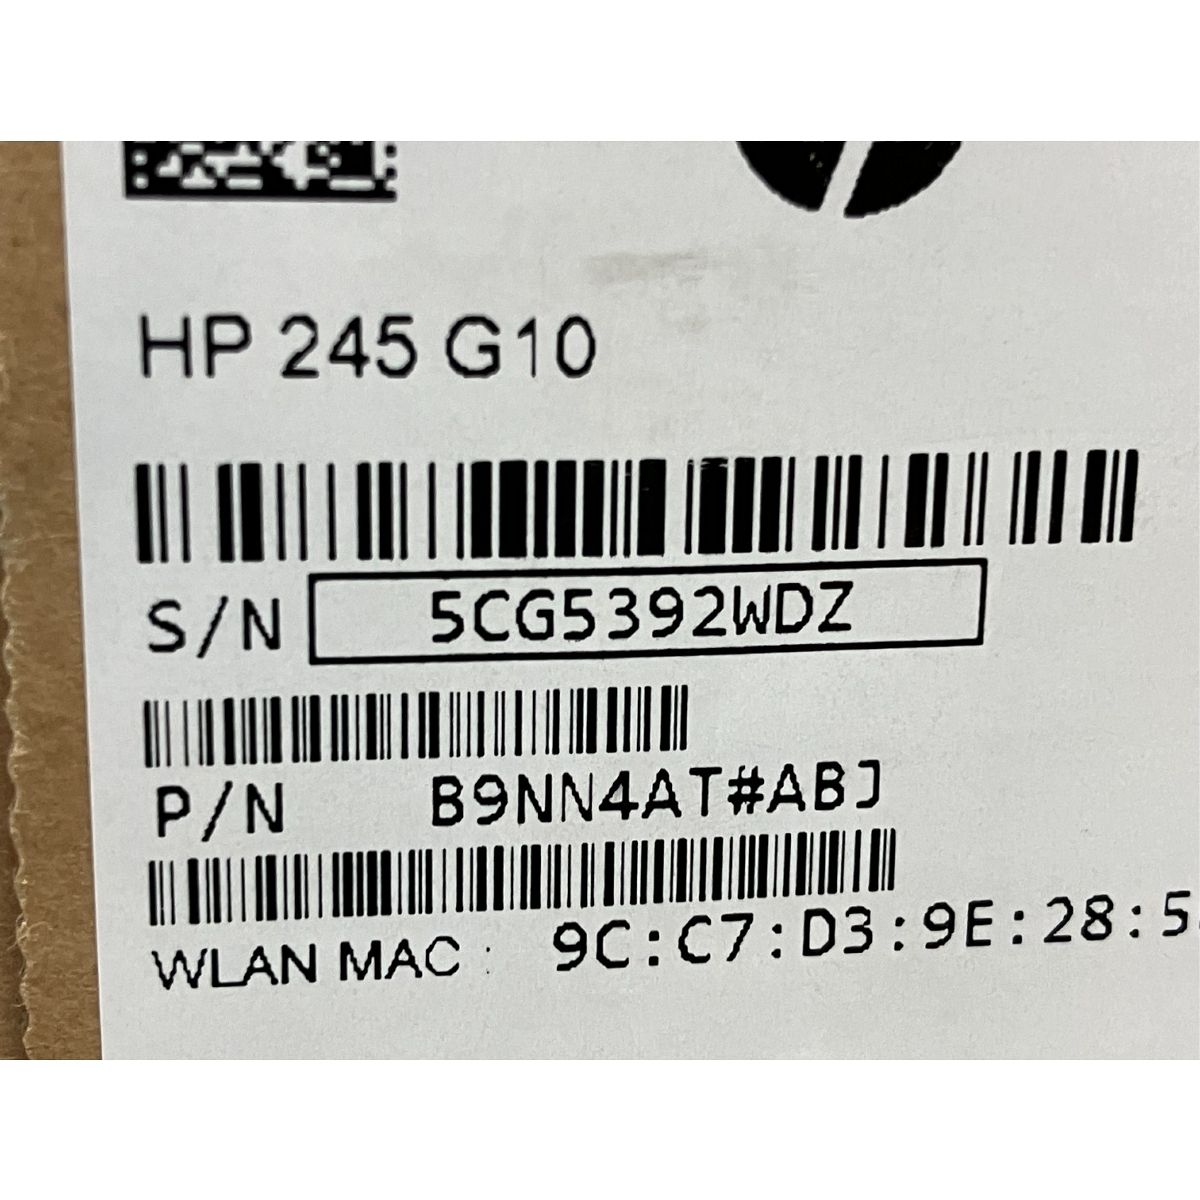 HP 245 G10
S/N 5CG5392WDZ
P/N B9NN4AT#ABJ
WLAN MAC : 9C:C7:D3:9E:28:5